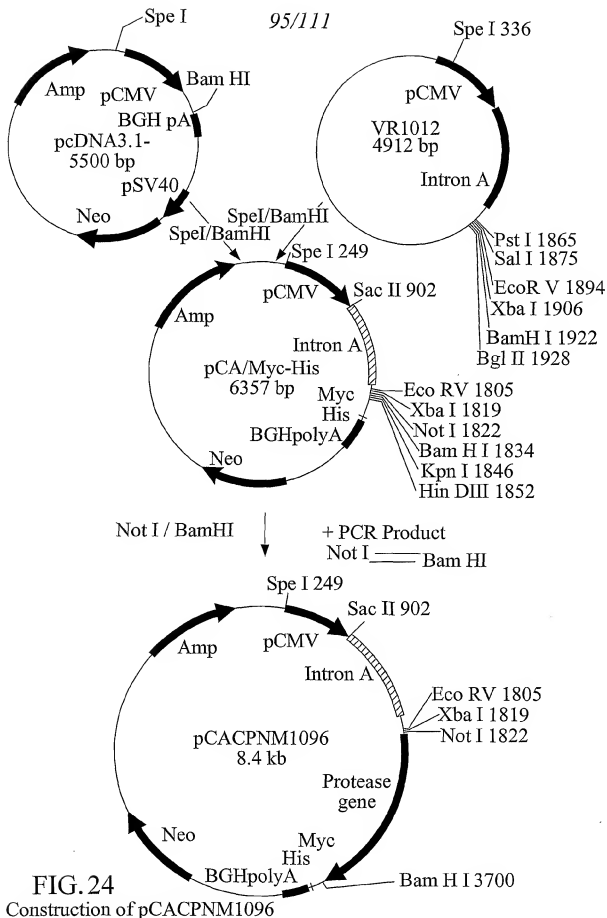 95/111
Spe I
Amp
pCMV
Bam HI
BGH pA
pcDNA3.1-
5500 bp
pSV40
Neo
SpeI/BamHI
Spe I 336
pCMV
VR1012
4912 bp
Intron A
Pst I 1865
Sal I 1875
EcoR V 1894
Xba I 1906
BamH I 1922
Bgl II 1928
SpeI/BamHI
Spe I 249
pCMV
Sac II 902
Amp
Intron A
pCA/Myc-His
6357 bp
Myc
His
BGHpolyA
Neo
Eco RV 1805
Xba I 1819
Not I 1822
Bam H I 1834
Kpn I 1846
Hin DIII 1852
Not I / BamHI
+ PCR Product
Not I
Bam HI
Spe I 249
pCMV
Sac II 902
Amp
Intron A
Eco RV 1805
Xba I 1819
Not I 1822
pCACPNM1096
8.4 kb
Protease
gene
Neo
Myc
His
BGHpolyA
Bam H I 3700
FIG.24
Construction of pCACPNM1096